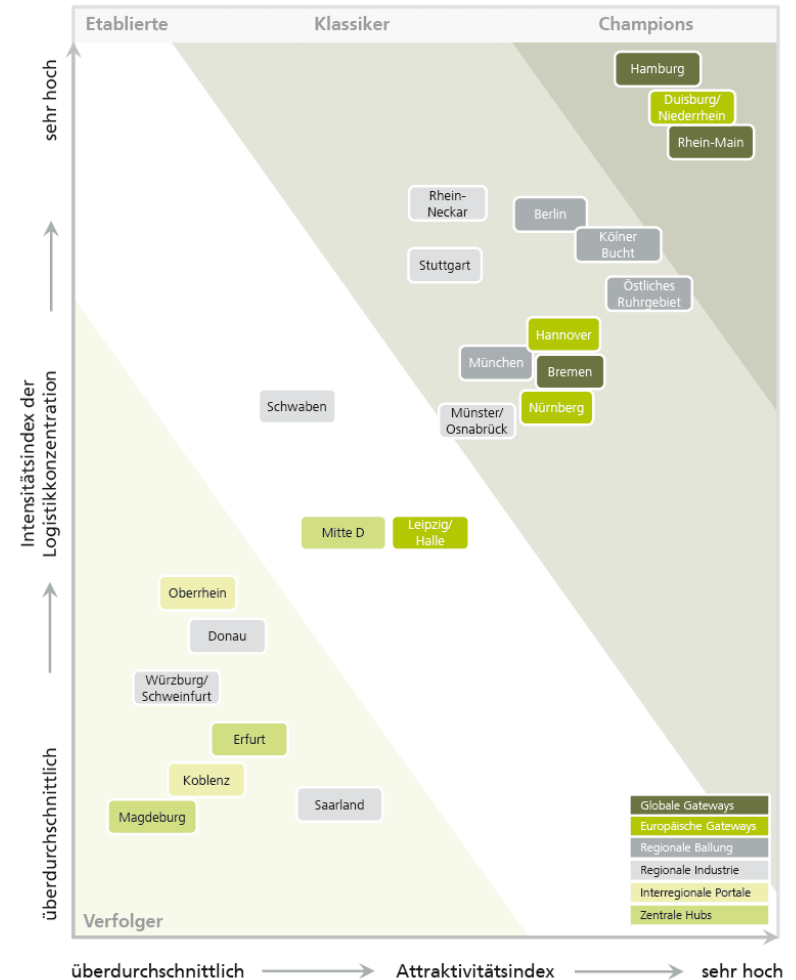 Etablierte
Klassiker
Champions
sehr hoch
Intensitätsindex der
Logistikkonzentration
überdurchschnittlich
Hamburg
Duisburg/
Niederrhein
Rhein-Main
Rhein-
Neckar
Berlin
Kölner
Bucht
Stuttgart
Östliches
Ruhrgebiet
Hannover
München
Bremen
Schwaben
Münster/
Osnabrück
Nürnberg
Mitte D
Leipzig/
Halle
Oberrhein
Donau
Würzburg/
Schweinfurt
Erfurt
Koblenz
Magdeburg
Saarland
Globale Gateways
Europäische Gateways
Regionale Ballung
Regionale Industrie
Interregionale Portale
Zentrale Hubs
Verfolger
überdurchschnittlich
Attraktivitätsindex
sehr hoch